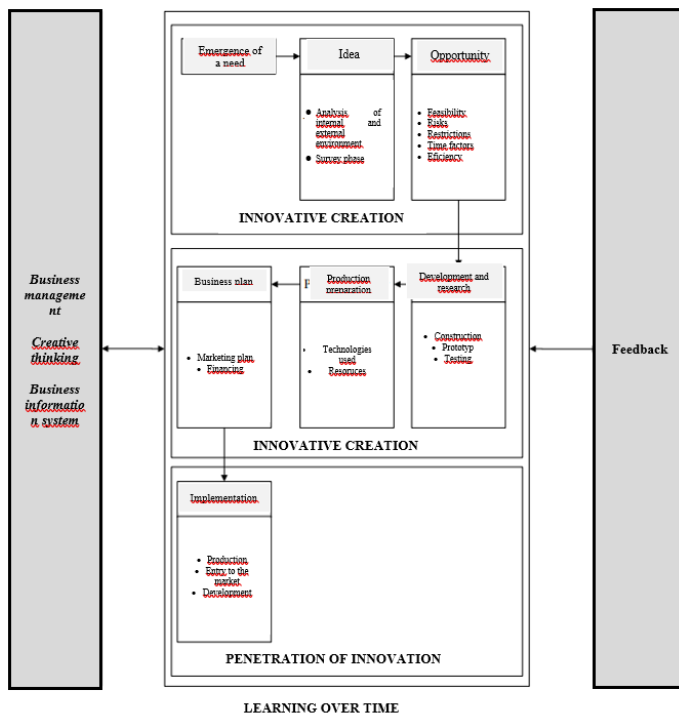 Emergence of
a need
Idea
Opportunity
Analysis of
internal and
external
environment
Survey phase
Feasibility
Risks
Restrictions
Time factors
Eficiency
INNOVATIVE CREATION
Business
manageme
nt
Creative
thinking
Business
informatio
n system
Business plan
P
Production
preparation
Development and
research
Marketing plan
Financing
Technologies
used
Resoruces
Construction
Prototyp
Testing
INNOVATIVE CREATION
Feedback
Implementation
Production
Entry to the
market
Development
PENETRATION OF INNOVATION
LEARNING OVER TIME